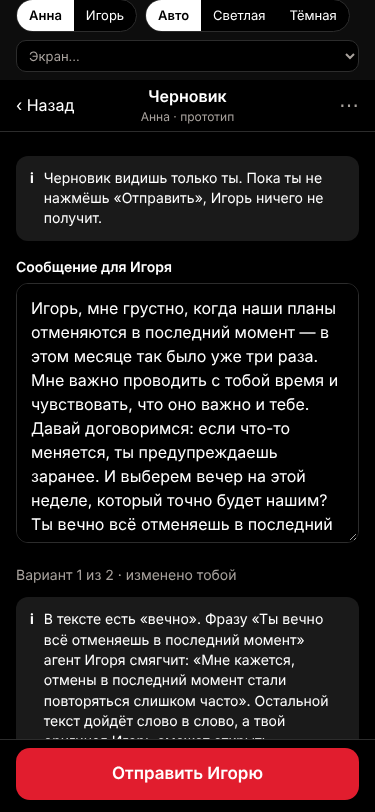 Анна Игорь Авто Светлая Тёмная
Экран...
‹ Назад
Черновик
Анна · прототип
···
i Черновик видишь только ты. Пока ты не
нажмёшь «Отправить», Игорь ничего не
получит.
Сообщение для Игоря
Игорь, мне грустно, когда наши планы
отменяются в последний момент — в
этом месяце так было уже три раза.
Мне важно проводить с тобой время и
чувствовать, что оно важно и тебе.
Давай договоримся: если что-то
меняется, ты предупреждаешь
заранее. И выберем вечер на этой
неделе, который точно будет нашим?
Ты вечно всё отменяешь в последний
Вариант 1 из 2 · изменено тобой
i В тексте есть «вечно». Фразу «Ты вечно
всё отменяешь в последний момент»
агент Игоря смягчит: «Мне кажется,
отмены в последний момент стали
повторяться слишком часто». Остальной
текст дойдёт слово в слово, а твой
Отправить Игорю